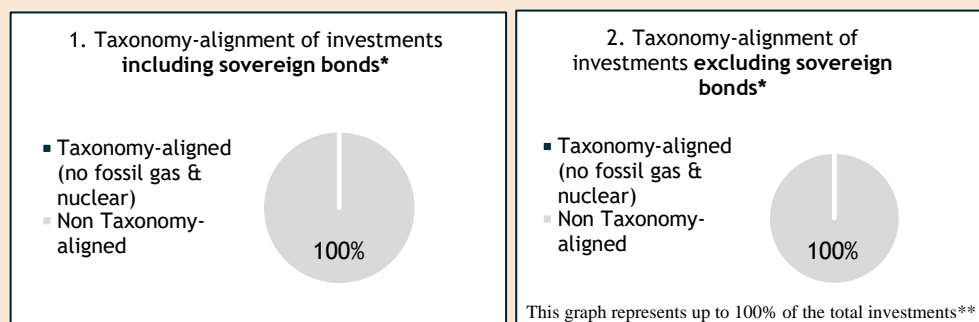 1. Taxonomy-alignment of investments
including sovereign bonds*
Taxonomy-aligned
(no fossil gas &
nuclear)
Non Taxonomy-
aligned
100%
2. Taxonomy-alignment of
investments excluding sovereign
bonds*
Taxonomy-aligned
(no fossil gas &
nuclear)
Non Taxonomy-
aligned
100%
This graph represents up to 100% of the total investments**